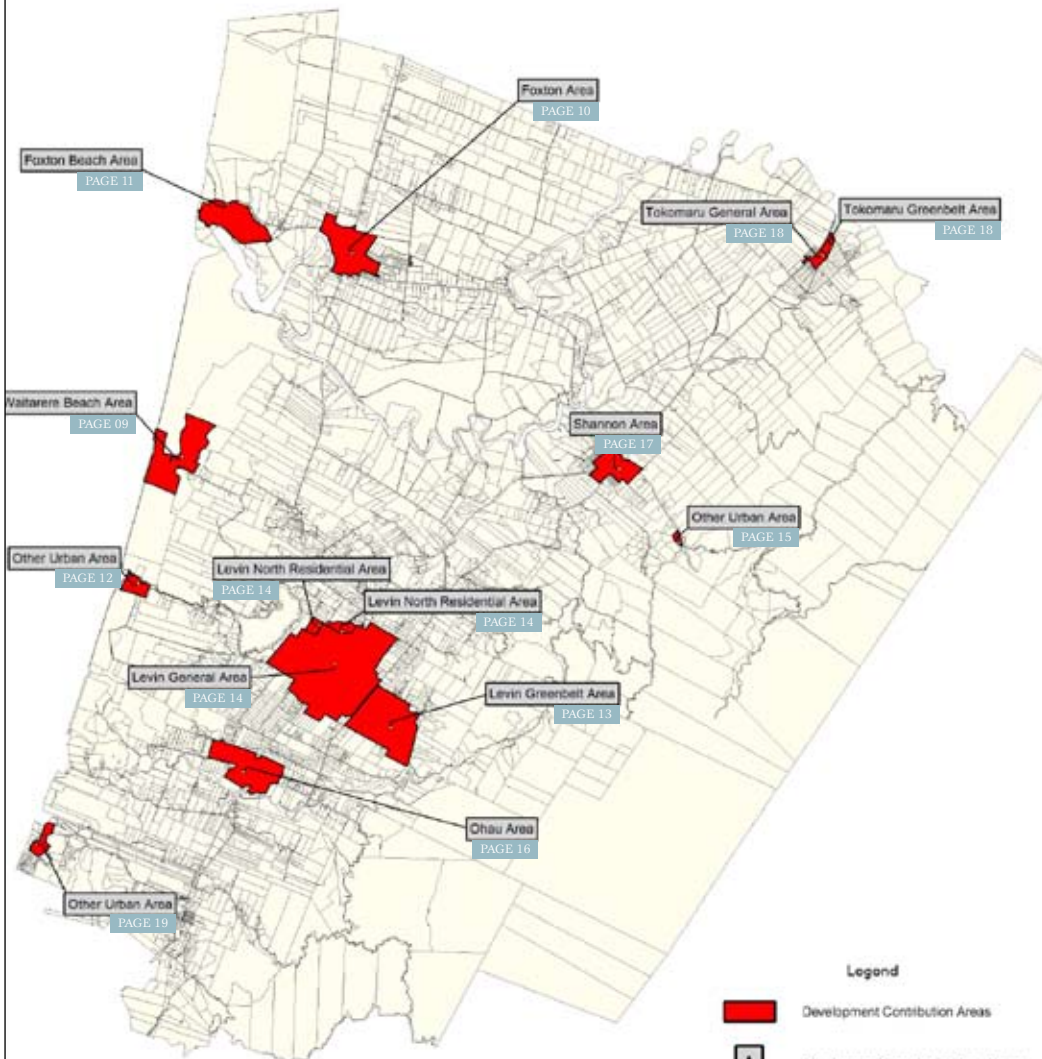 Foxton Area
PAGE 10
Foxton Beach Area
PAGE 11
Tokomaru General Area
PAGE 18
Tokomaru Greenbelt Area
PAGE 18
Waitarere Beach Area
PAGE 09
Shannon Area
PAGE 17
Other Urban Area
PAGE 15
Other Urban Area
PAGE 12
Levin North Residential Area
PAGE 14
Levin North Residential Area
PAGE 14
Levin General Area
PAGE 14
Levin Greenbelt Area
PAGE 13
Ohau Area
PAGE 16
Other Urban Area
PAGE 19
Legend
Development Contribution Areas